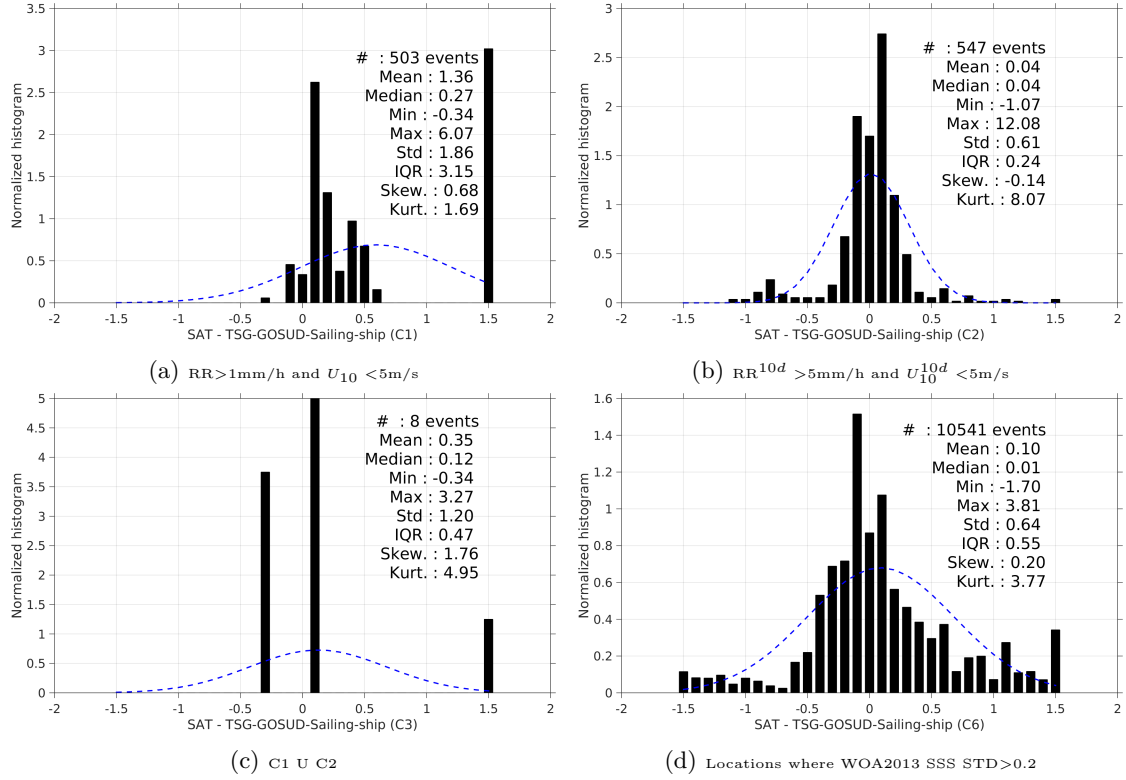 3.5
3
2.5
2
1.5
1
0.5
0
-2
-1.5
-1
-0.5
0
0.5
1
1.5
2
Normalized histogram
# : 503 events
Mean : 1.36
Median : 0.27
Min : -0.34
Max : 6.07
Std : 1.86
IQR : 3.15
Skew. : 0.68
Kurt. : 1.69
SAT - TSG-GOSUD-Sailing-ship (C1)
(a) RR>1mm/h and U10 <5m/s
3
2.5
2
1.5
1
0.5
0
-2
-1.5
-1
-0.5
0
0.5
1
1.5
2
Normalized histogram
# : 547 events
Mean : 0.04
Median : 0.04
Min : -1.07
Max : 12.08
Std : 0.61
IQR : 0.24
Skew. : -0.14
Kurt. : 8.07
SAT - TSG-GOSUD-Sailing-ship (C2)
(b) RR10d >5mm/h and U10d10 <5m/s
5
4.5
4
3.5
3
2.5
2
1.5
1
0.5
0
-2
-1.5
-1
-0.5
0
0.5
1
1.5
2
Normalized histogram
# : 8 events
Mean : 0.35
Median : 0.12
Min : -0.34
Max : 3.27
Std : 1.20
IQR : 0.47
Skew. : 1.76
Kurt. : 4.95
SAT - TSG-GOSUD-Sailing-ship (C3)
(c) C1 U C2
1.6
1.4
1.2
1
0.8
0.6
0.4
0.2
0
-2
-1.5
-1
-0.5
0
0.5
1
1.5
2
Normalized histogram
# : 10541 events
Mean : 0.10
Median : 0.01
Min : -1.70
Max : 3.81
Std : 0.64
IQR : 0.55
Skew. : 0.20
Kurt. : 3.77
SAT - TSG-GOSUD-Sailing-ship (C6)
(d) Locations where WOA2013 SSS STD>0.2